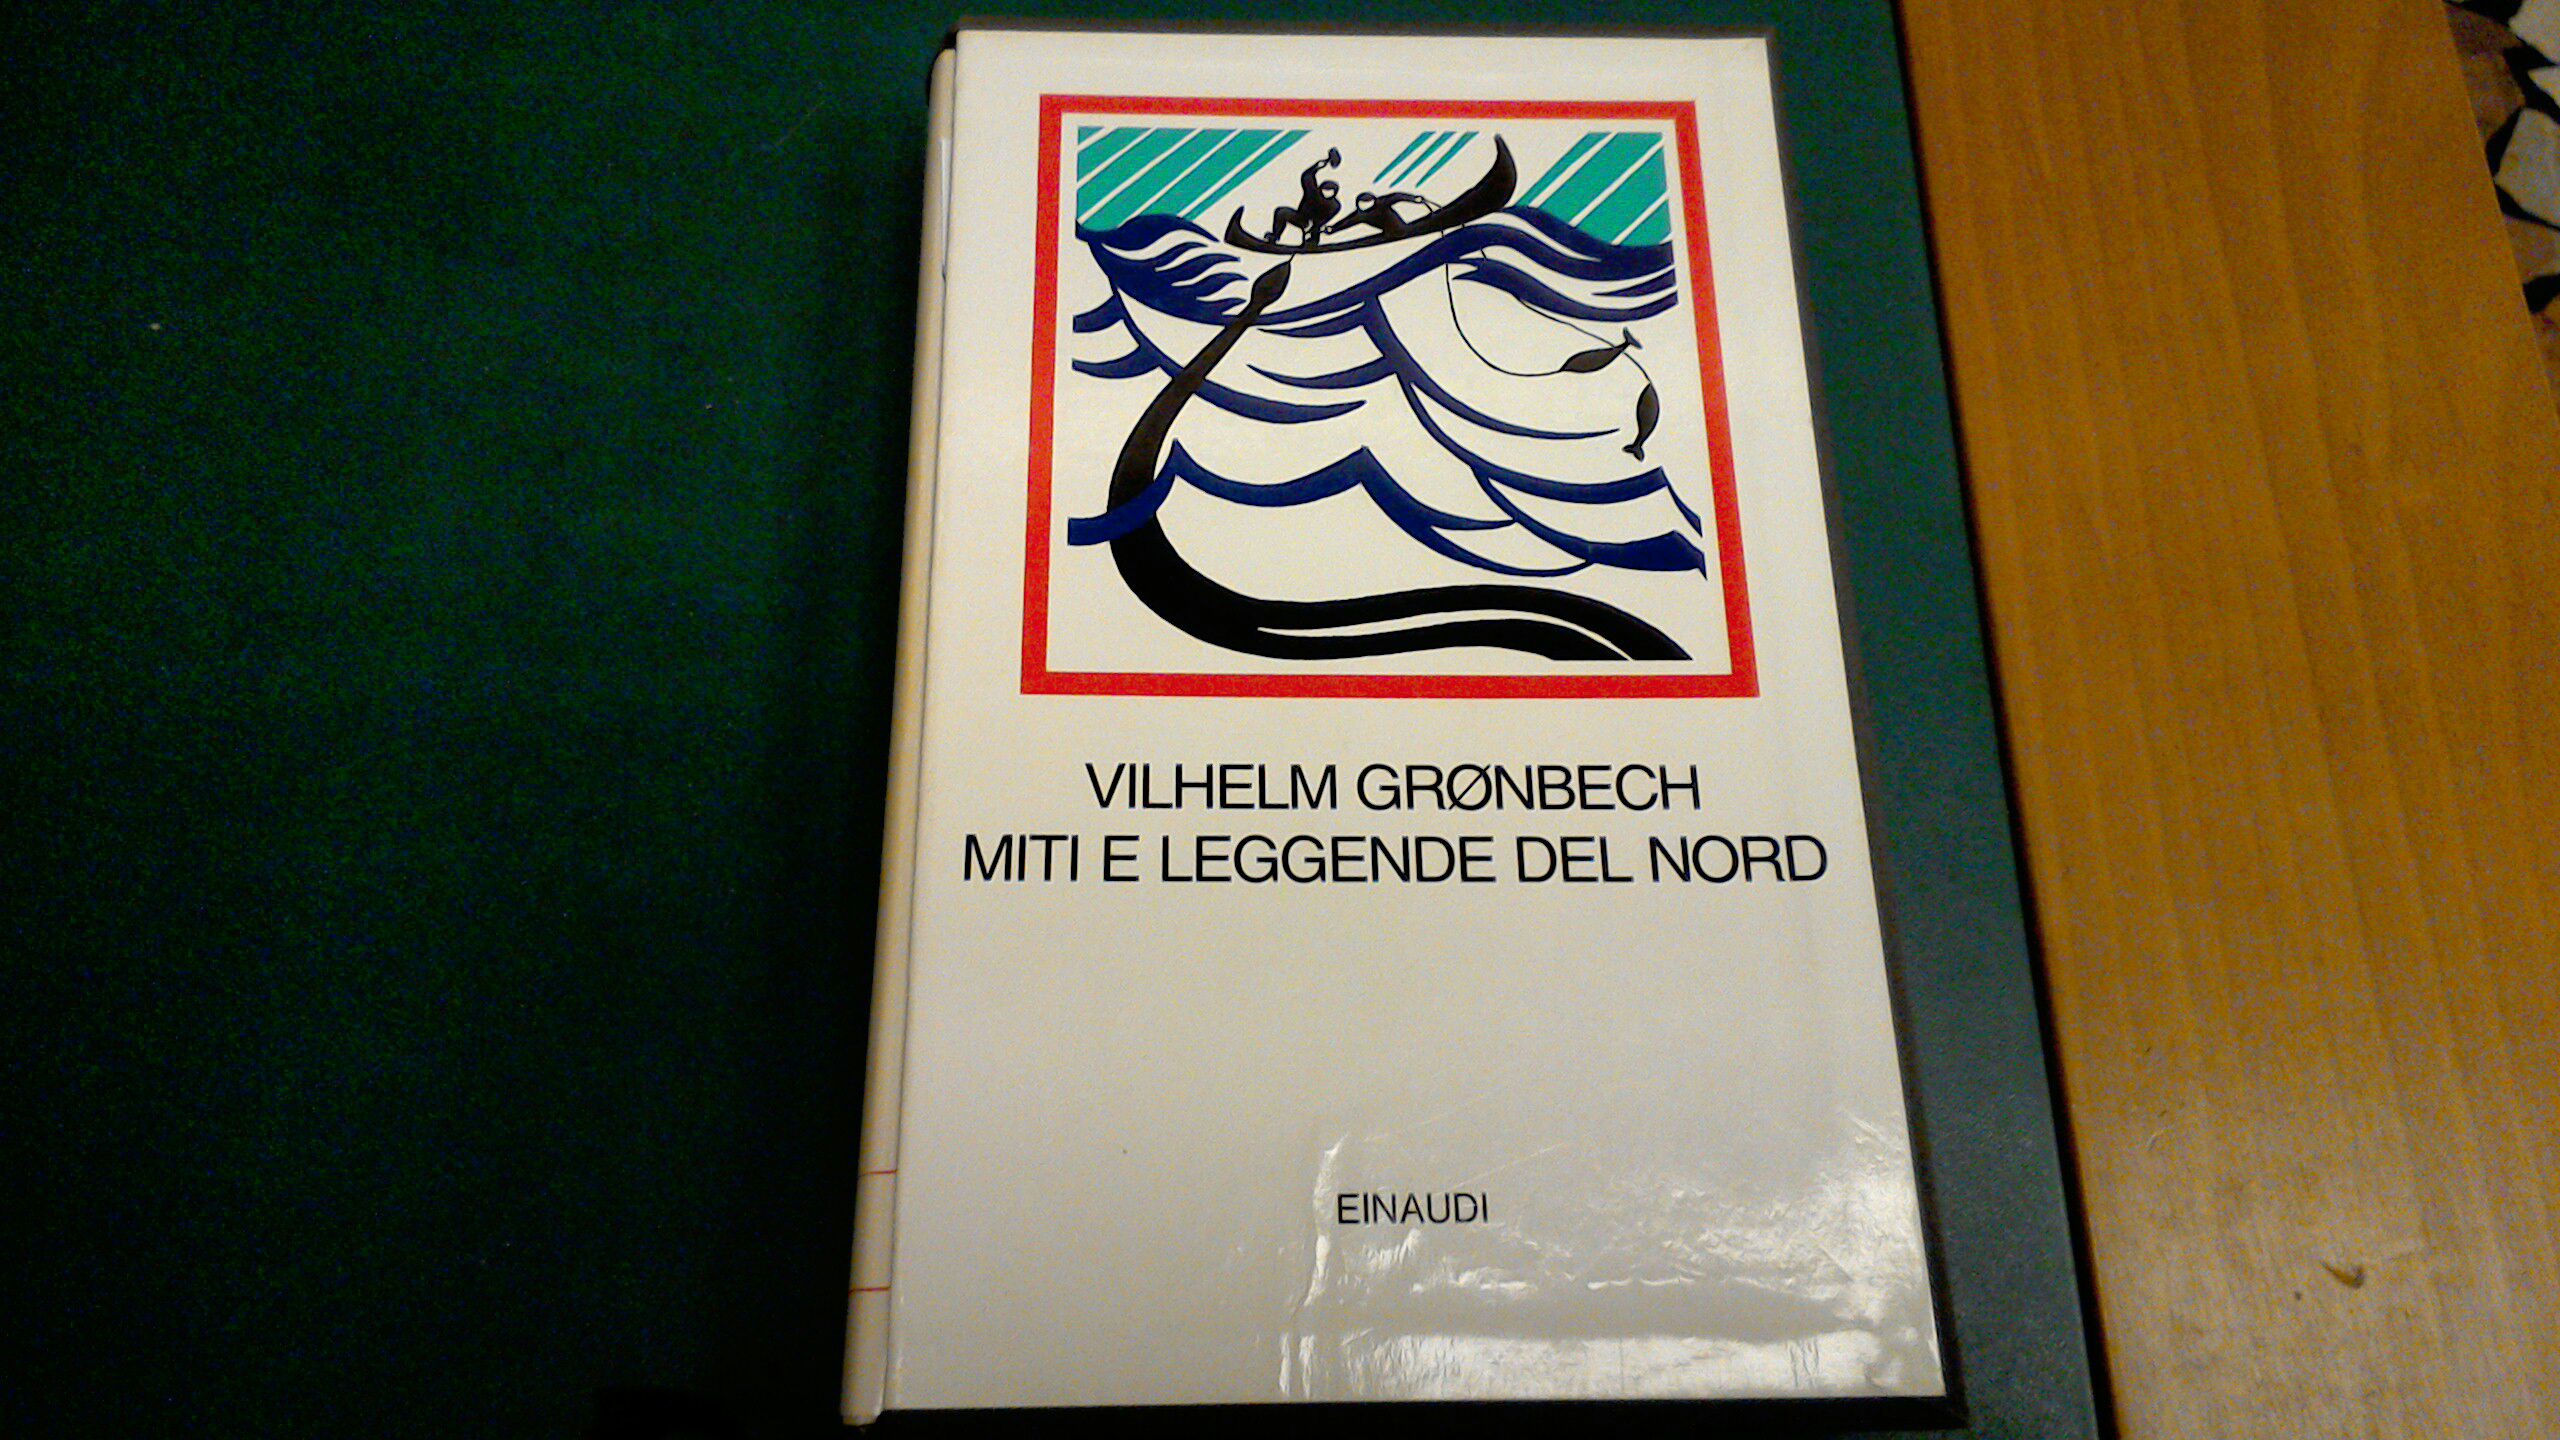 VILHELM GRØNBECH
MITI E LEGGENDE DEL NORD
EINAUDI